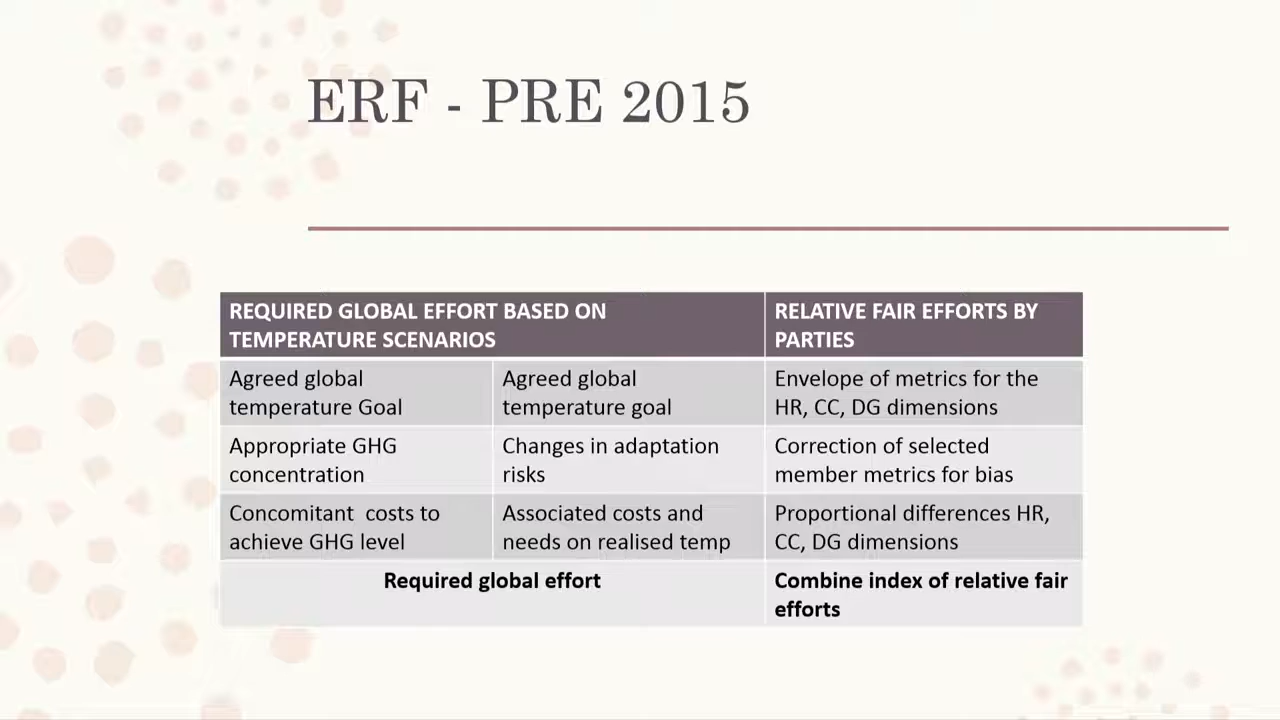 ERF - PRE 2015
REQUIRED GLOBAL EFFORT BASED ON
TEMPERATURE SCENARIOS
RELATIVE FAIR EFFORTS BY
PARTIES
Agreed global
temperature Goal
Agreed global
temperature goal
Envelope of metrics for the
HR, CC, DG dimensions
Appropriate GHG
concentration
Changes in adaptation
risks
Correction of selected
member metrics for bias
Concomitant costs to
achieve GHG level
Associated costs and
needs on realised temp
Proportional differences HR,
CC, DG dimensions
Required global effort
Combine index of relative fair
efforts